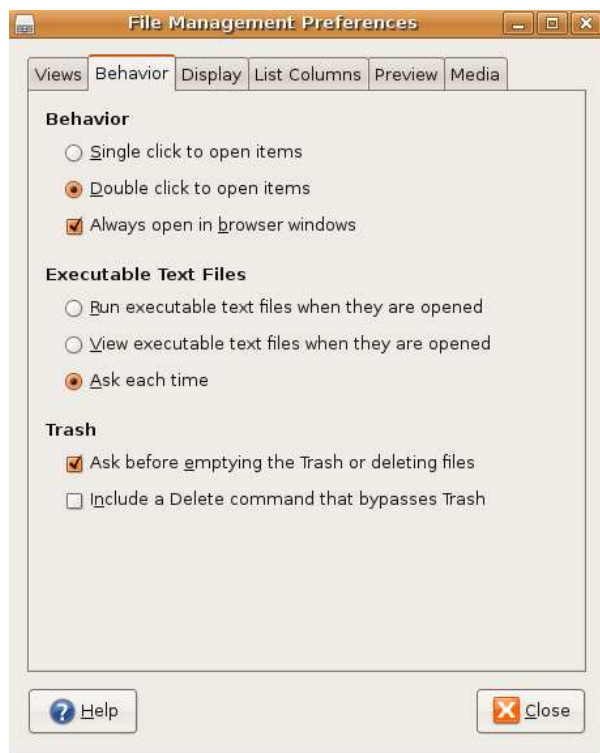 File Management Preferences
Views Behavior Display List Columns Preview Media
Behavior
Single click to open items
Double click to open items
Always open in browser windows
Executable Text Files
Run executable text files when they are opened
View executable text files when they are opened
Ask each time
Trash
Ask before emptying the Trash or deleting files
Include a Delete command that bypasses Trash
Help Close